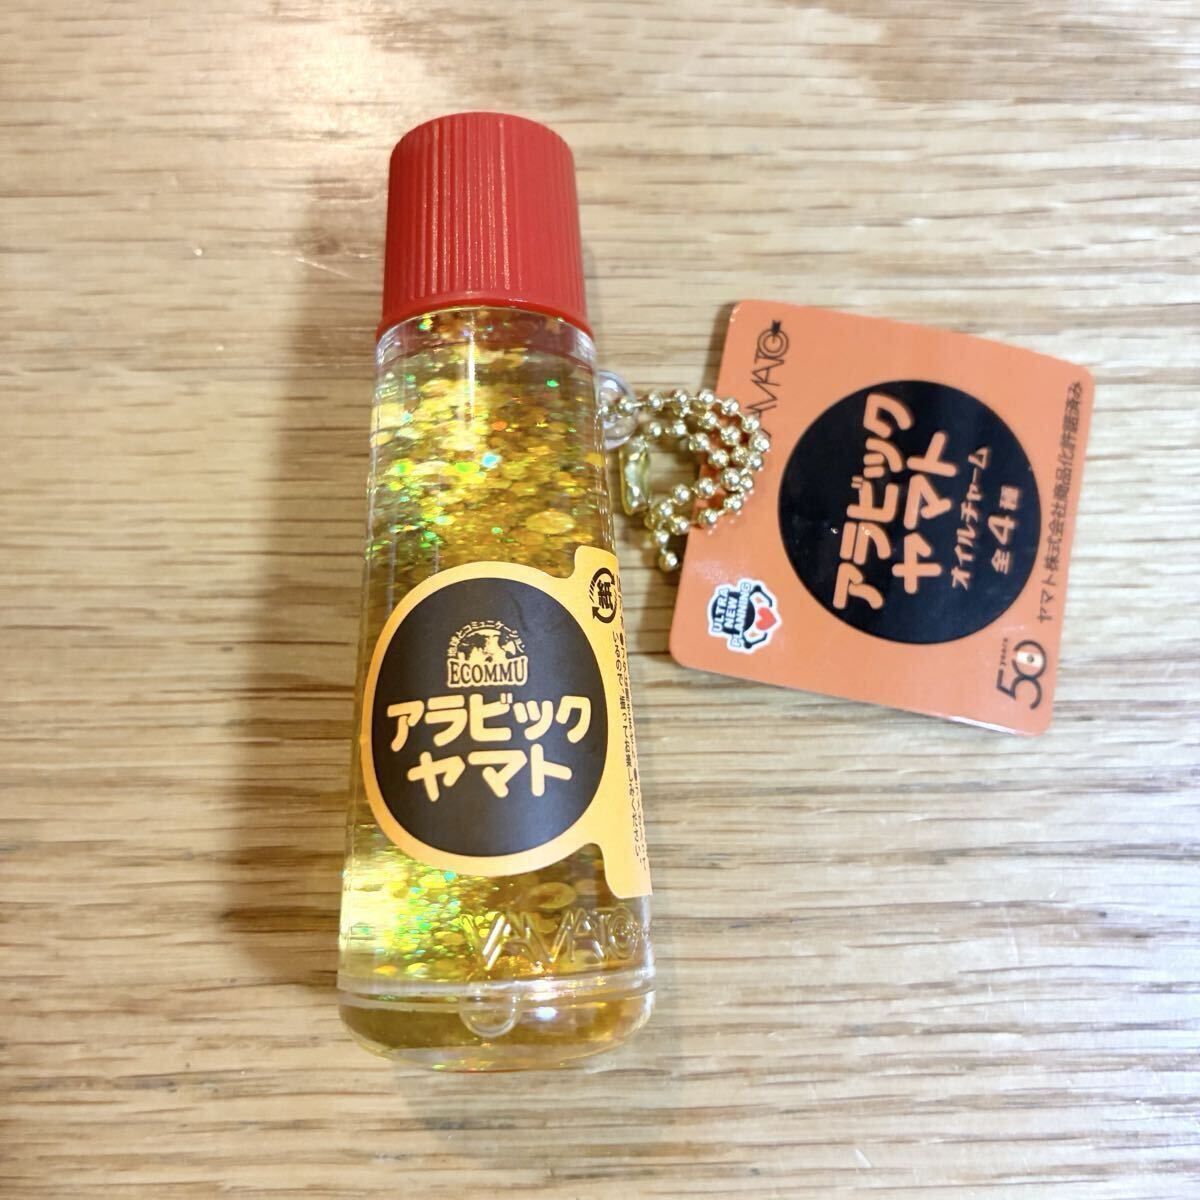 地球とコミュニケーション
ECOMMU
アラビック
ヤマト
YAMATO
YAMATO
アラビック
ヤマト
オイルチャーム
全4種
ヤマト株式会社商品化許諾済み
ULTRA
NEW
PLANNING
50
years